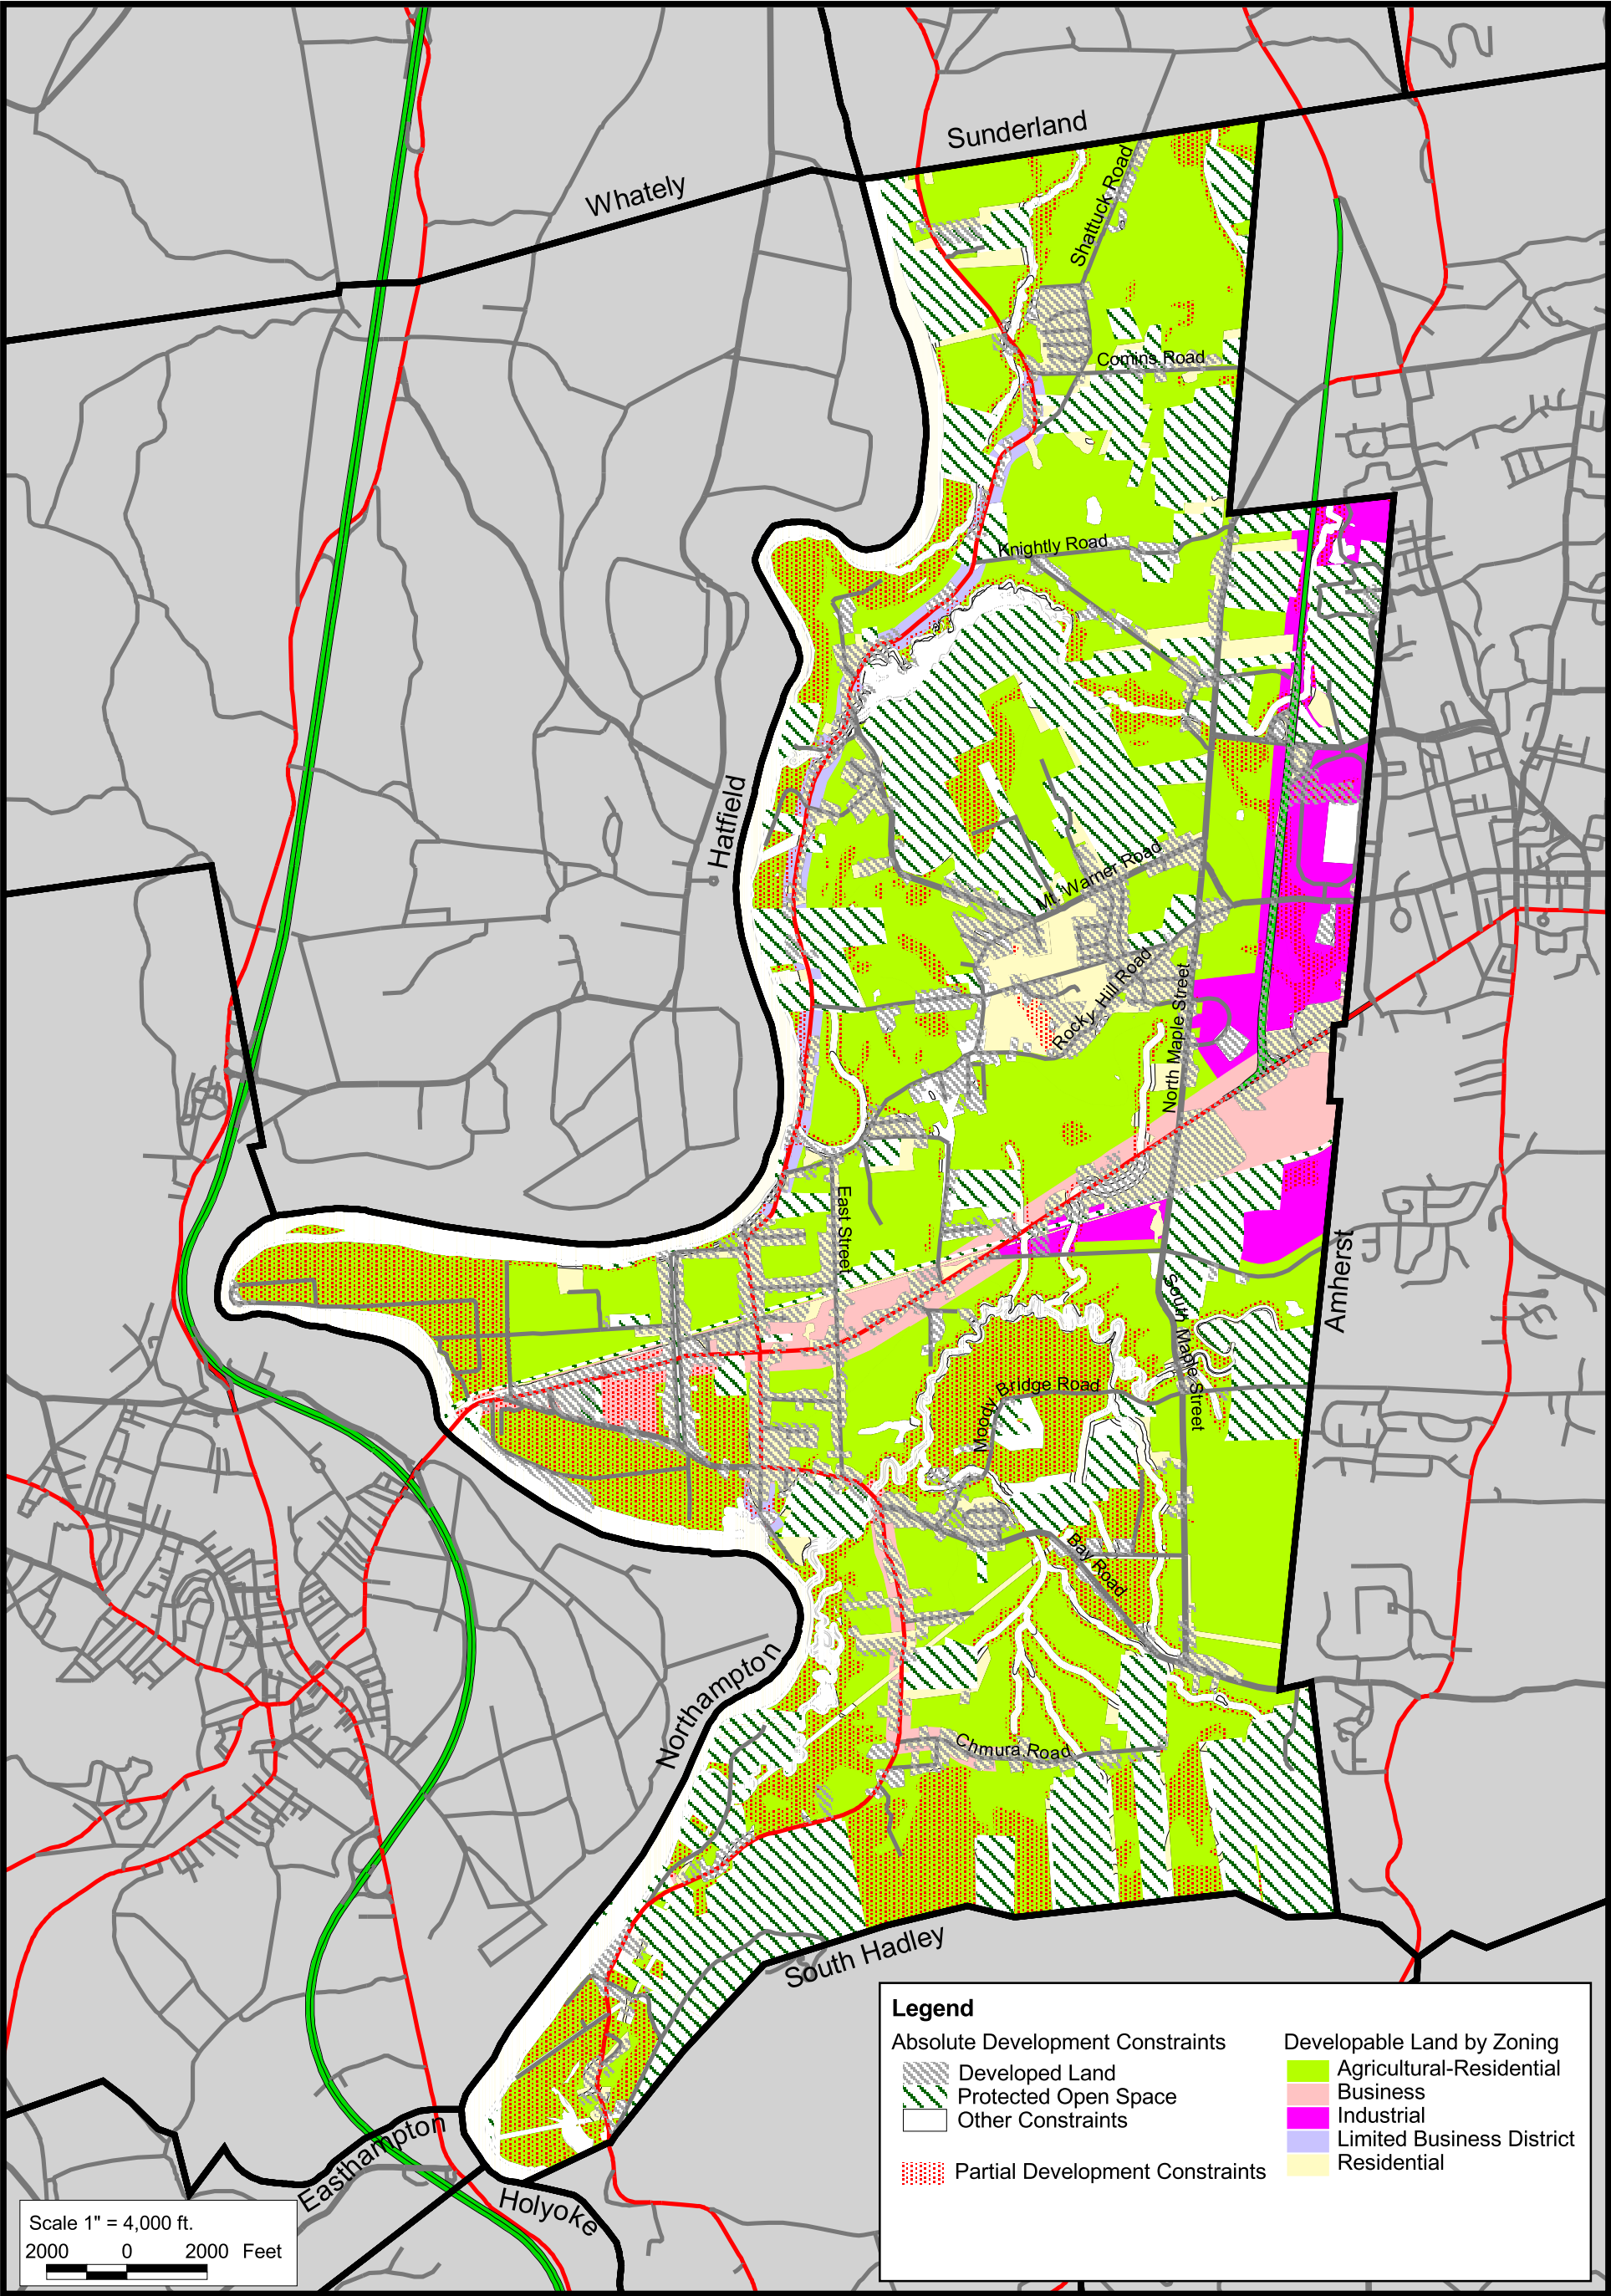 Sunderland
Whately
Shattuck Road
Comins Road
Knightly Road
Hatfield
Mt. Warner Road
Rocky Hill Road
North Maple Street
East Street
Amherst
South Maple Street
Moody Bridge Road
Bay Road
Northampton
Chmura Road
South Hadley
Easthampton
Holyoke
Legend
Absolute Development Constraints
Developed Land
Protected Open Space
Other Constraints
Partial Development Constraints
Developable Land by Zoning
Agricultural-Residential
Business
Industrial
Limited Business District
Residential
Scale 1" = 4,000 ft.
2000 0 2000 Feet